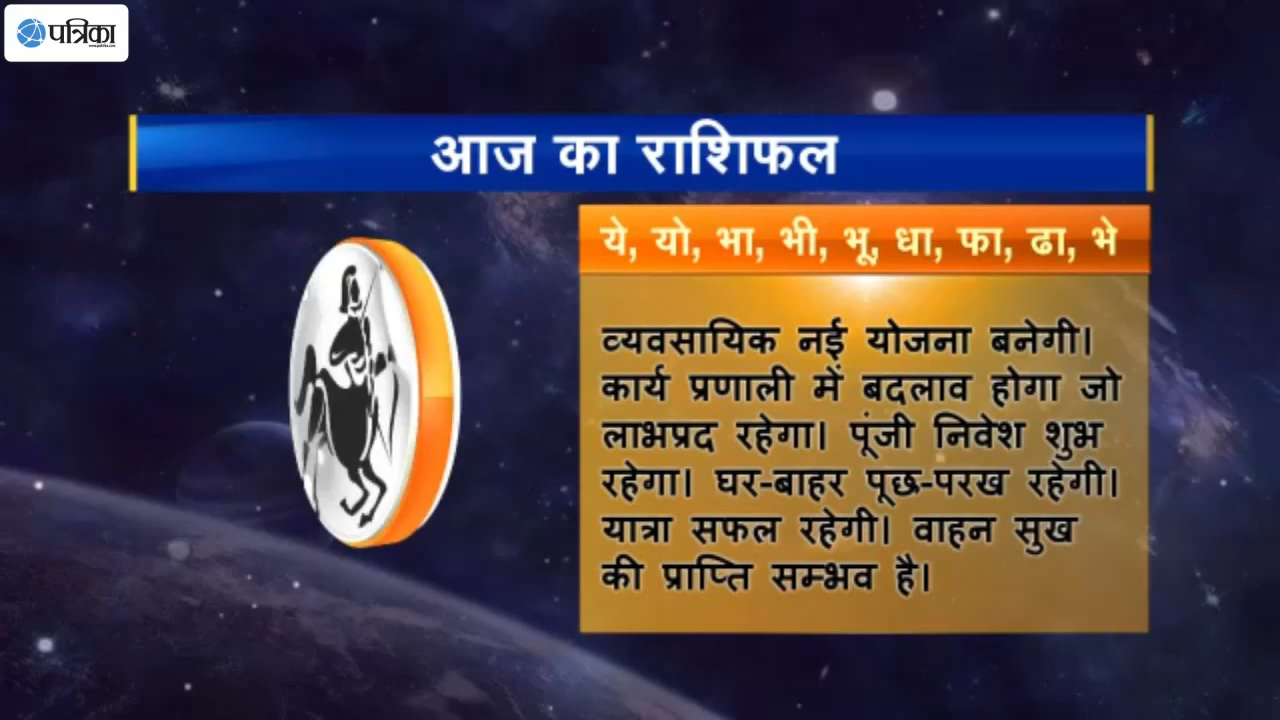 पत्रिका
आज का राशिफल
ये, यो, भा, भी, भू, धा, फा, ढा, भे
व्यवसायिक नई योजना बनेगी।
कार्य प्रणाली में बदलाव होगा जो
लाभप्रद रहेगा। पूंजी निवेश शुभ
रहेगा। घर-बाहर पूछ-परख रहेगी।
यात्रा सफल रहेगी। वाहन सुख
की प्राप्ति सम्भव है।